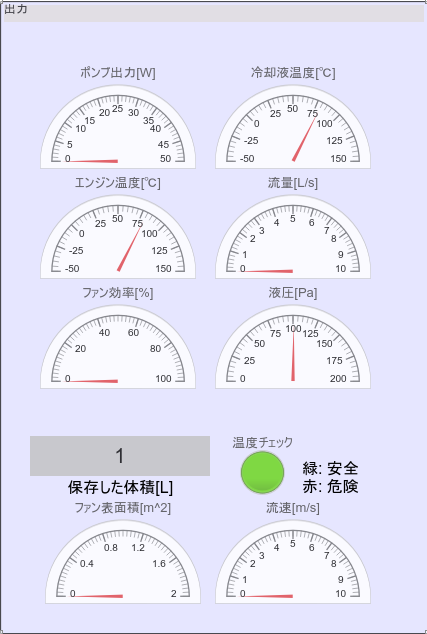 出力
ポンプ出力[W]
0 5 10 15 20 25 30 35 40 45 50
冷却液温度[℃]
-50 -25 0 25 50 75 100 125 150
エンジン温度[℃]
-50 -25 0 25 50 75 100 125 150
流量[L/s]
0 1 2 3 4 5 6 7 8 9 10
ファン効率[%]
0 20 40 60 80 100
液圧[Pa]
0 25 50 75 100 125 150 175 200
1
保存した体積[L]
温度チェック
緑: 安全
赤: 危険
ファン表面積[m^2]
0 0.4 0.8 1.2 1.6 2
流速[m/s]
0 1 2 3 4 5 6 7 8 9 10